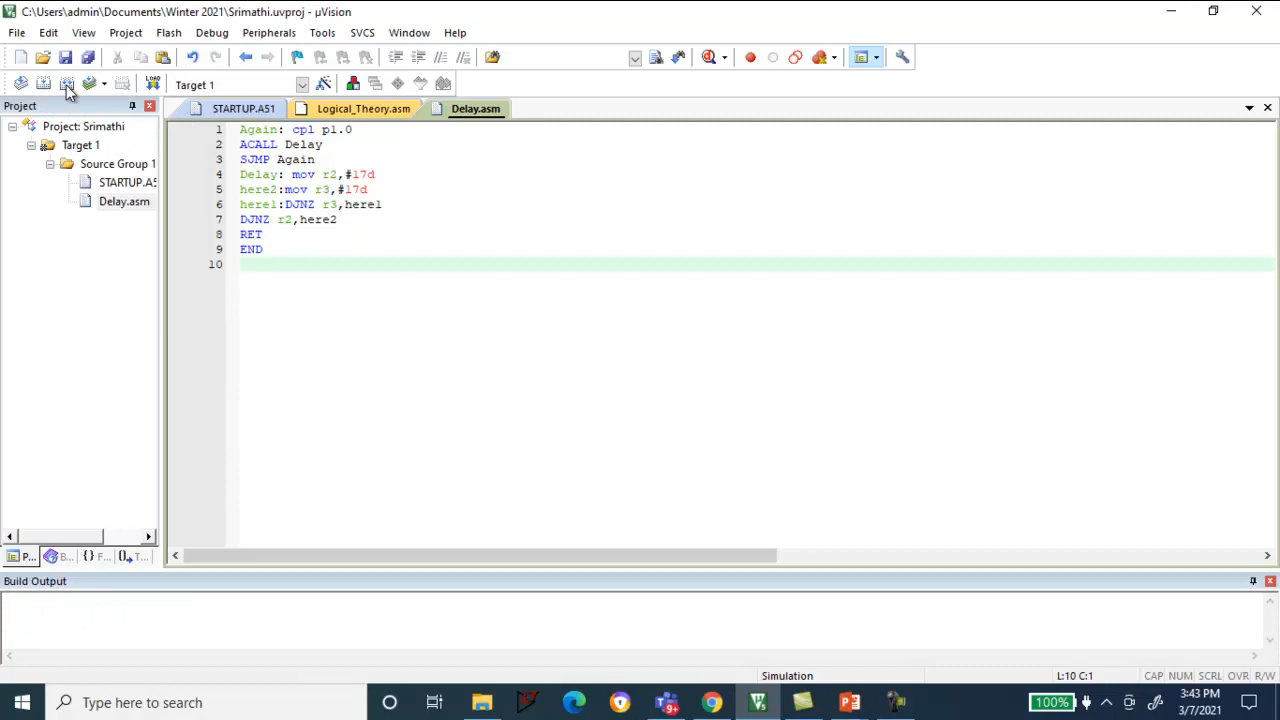 C:\Users\admin\Documents\Winter 2021\Srimathi.uvproj - µVision
File Edit View Project Flash Debug Peripherals Tools SVCS Window Help
LOAD Target 1
Project
STARTUP.A51 Logical_Theory.asm Delay.asm
Project: Srimathi
Target 1
Source Group 1
STARTUP.A5
Delay.asm
1 Again: cpl p1.0
2 ACALL Delay
3 SJMP Again
4 Delay: mov r2,#17d
5 here2:mov r3,#17d
6 here1:DJNZ r3,here1
7 DJNZ r2,here2
8 RET
9 END
10
P... B... {} F... T...
Build Output
Simulation L:10 C:1 CAP NUM SCRL OVR R/W
Type here to search
9+
100%
3:43 PM
3/7/2021